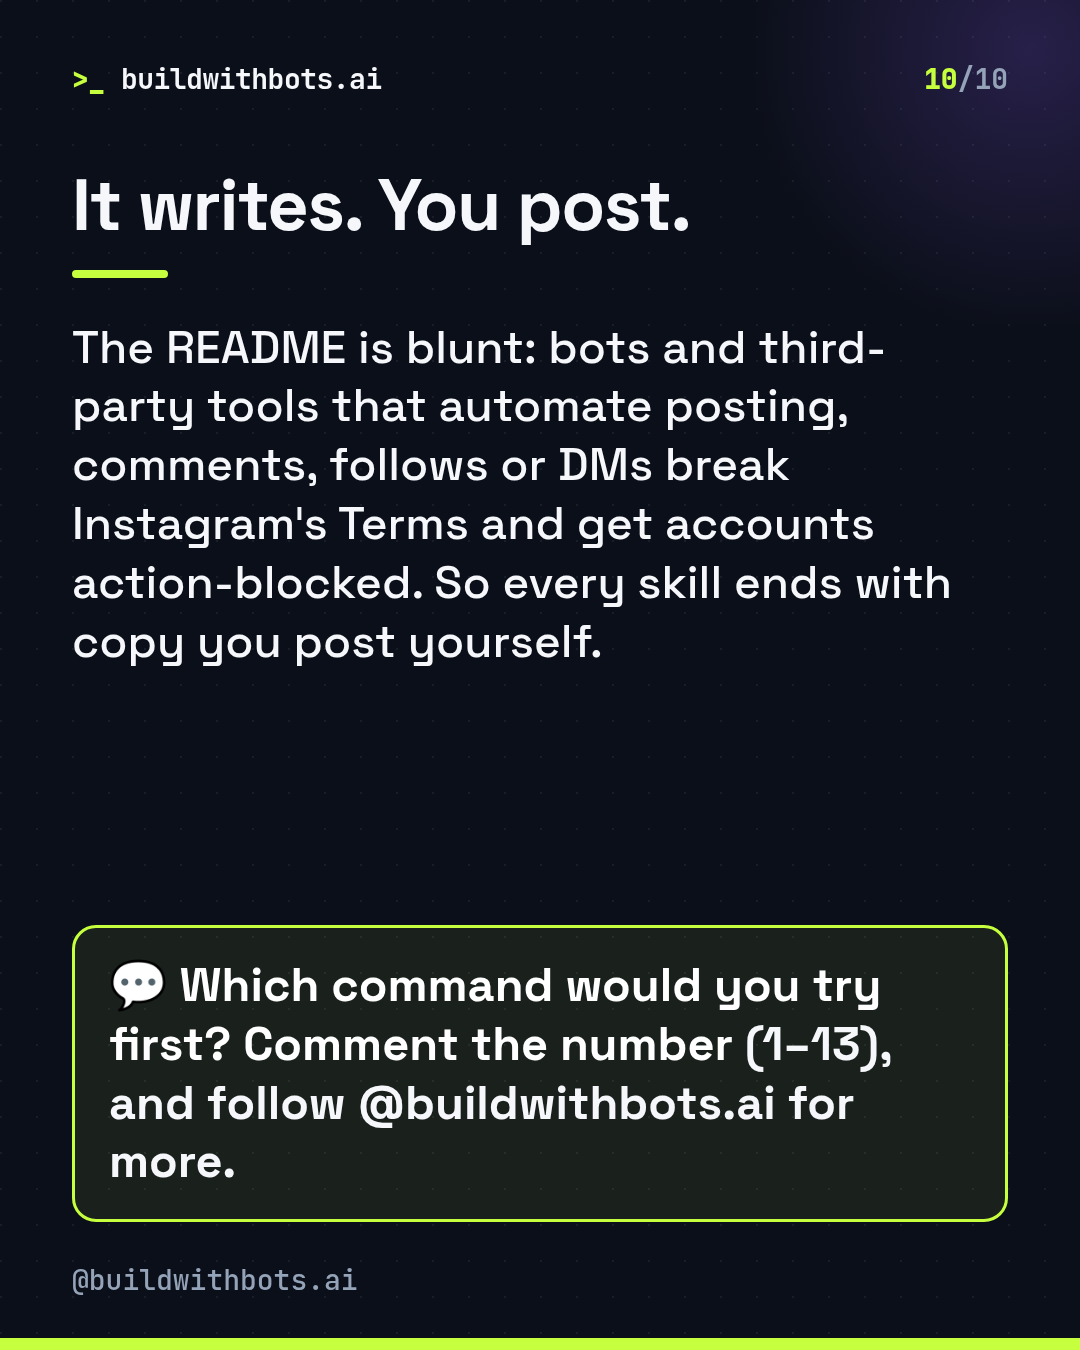 >_ buildwithbots.ai
10/10
It writes. You post.
The README is blunt: bots and third-
party tools that automate posting,
comments, follows or DMs break
Instagram's Terms and get accounts
action-blocked. So every skill ends with
copy you post yourself.
💬 Which command would you try
first? Comment the number (1–13),
and follow @buildwithbots.ai for
more.
@buildwithbots.ai